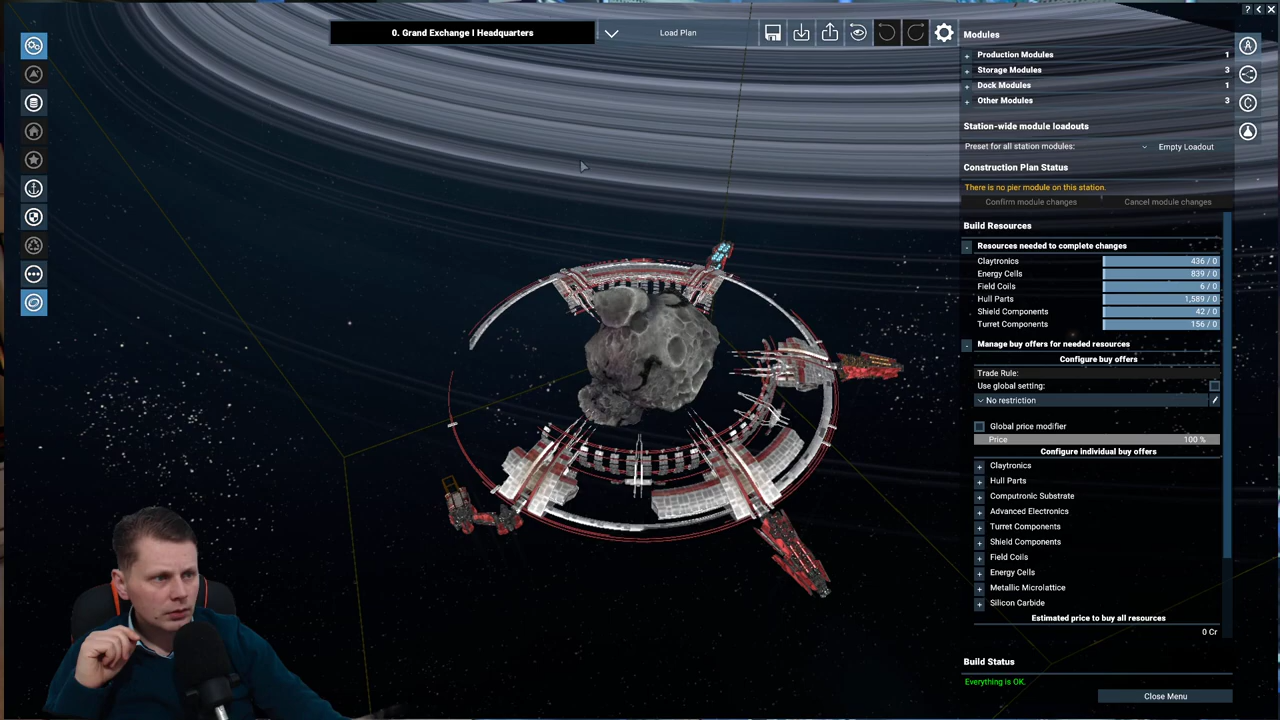 0. Grand Exchange I Headquarters
Load Plan
?
Modules
+ Production Modules 1
+ Storage Modules 3
+ Dock Modules 1
+ Other Modules 3
Station-wide module loadouts
Preset for all station modules: Empty Loadout
Construction Plan Status
There is no pier module on this station.
Confirm module changes Cancel module changes
Build Resources
- Resources needed to complete changes
Claytronics 436 / 0
Energy Cells 839 / 0
Field Coils 6 / 0
Hull Parts 1,589 / 0
Shield Components 42 / 0
Turret Components 156 / 0
- Manage buy offers for needed resources
Configure buy offers
Trade Rule:
Use global setting:
No restriction
Global price modifier
Price 100 %
Configure individual buy offers
+ Claytronics
+ Hull Parts
+ Computronic Substrate
+ Advanced Electronics
+ Turret Components
+ Shield Components
+ Field Coils
+ Energy Cells
+ Metallic Microlattice
+ Silicon Carbide
Estimated price to buy all resources
0 Cr
Build Status
Everything is OK.
Close Menu